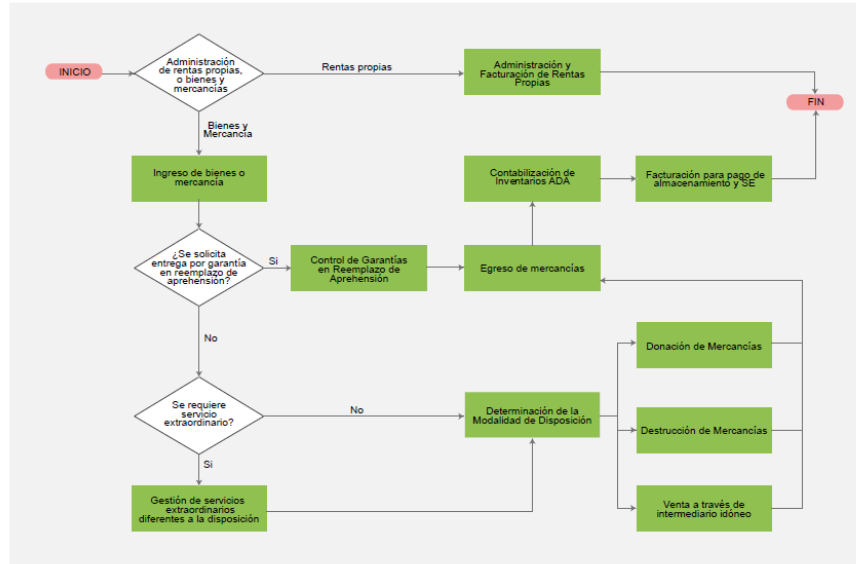 INICIO
Administración
de rentas propias,
o bienes y
mercancías
Rentas propias
Administración y
Facturación de Rentas
Propias
FIN
Bienes y
Mercancía
Ingreso de bienes o
mercancía
Contabilización de
Inventarios ADA
Facturación para pago de
almacenamiento y SE
¿Se solicita
entrega por garantía
en reemplazo de
aprehensión?
Si
Control de Garantías
en Reemplazo de
Aprehensión
Egreso de mercancías
No
Donación de Mercancías
Se requiere
servicio
extraordinario?
No
Determinación de la
Modalidad de Disposición
Destrucción de Mercancías
Si
Gestión de servicios
extraordinarios
diferentes a la disposición
Venta a través de
intermediario idóneo